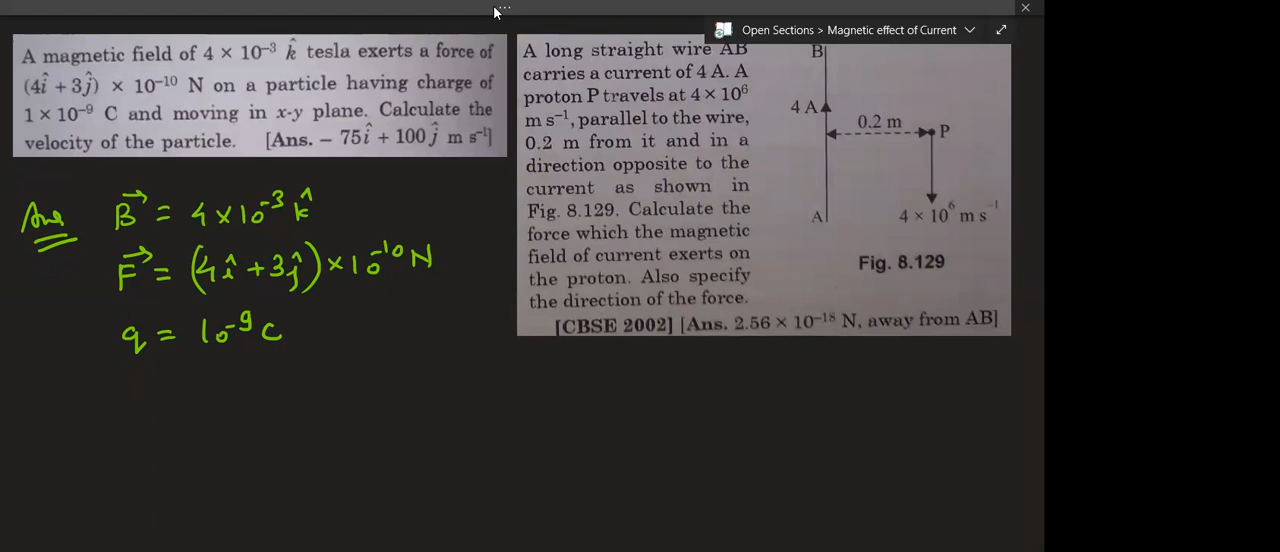 Open Sections > Magnetic effect of Current
A magnetic field of 4 × 10⁻³ k̂ tesla exerts a force of
(4î + 3ĵ) × 10⁻¹⁰ N on a particle having charge of
1 × 10⁻⁹ C and moving in x-y plane. Calculate the
velocity of the particle. [Ans. – 75î + 100ĵ m s⁻¹]
A long straight wire AB
carries a current of 4 A. A
proton P travels at 4 × 10⁶
m s⁻¹, parallel to the wire,
0.2 m from it and in a
direction opposite to the
current as shown in
Fig. 8.129. Calculate the
force which the magnetic
field of current exerts on
the proton. Also specify
the direction of the force.
[CBSE 2002] [Ans. 2.56 × 10⁻¹⁸ N, away from AB]
B
4 A
0.2 m
P
A
4 × 10⁶ m s⁻¹
Fig. 8.129
Ans B⃗ = 4×10⁻³ k̂
F⃗ = (4î + 3ĵ)×10⁻¹⁰ N
q = 10⁻⁹ C